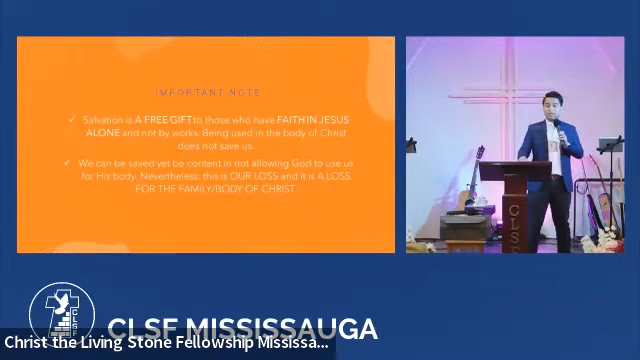 IMPORTANT NOTE
✓ Salvation is A FREE GIFT to those who have FAITH IN JESUS
ALONE and not by works. Being used in the body of Christ
does not save us.
✓ We can be saved yet be content in not allowing God to use us
for His body. Nevertheless; this is OUR LOSS and it is A LOSS
FOR THE FAMILY/BODY OF CHRIST.
CLSF
CLSF
CLSF MISSISSAUGA
Christ the Living Stone Fellowship Mississa...